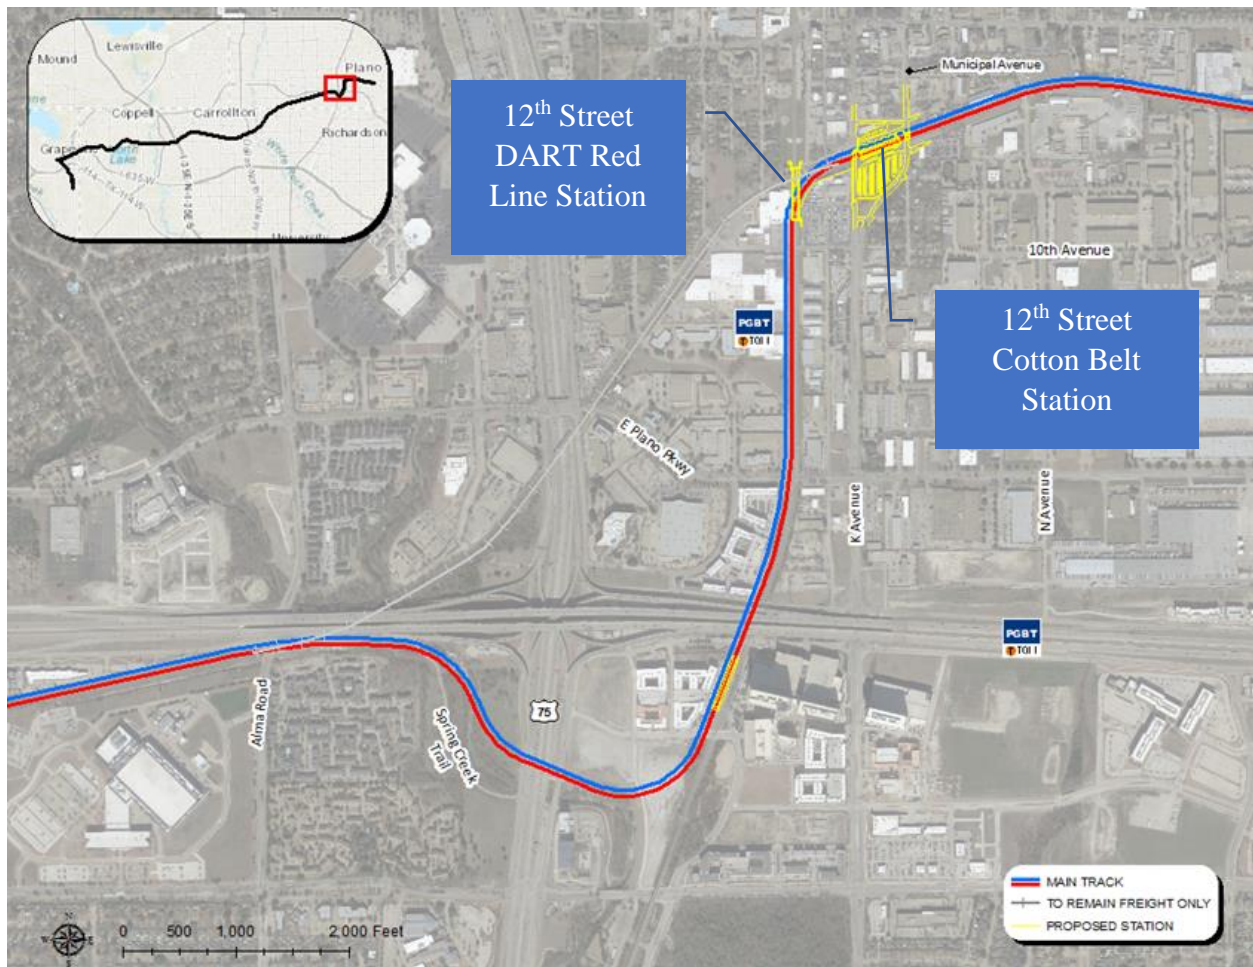 Lewisville
Mound
Plano
Coppell
Carrollton
Richardson
Lake
I-635-W
Municipal Avenue
12th Street
DART Red
Line Station
10th Avenue
12th Street
Cotton Belt
Station
PGBT
TOLL
E Plano Pkwy
K Avenue
N Avenue
PGBT
TOLL
Alma Road
Spring Creek
Trail
75
MAIN TRACK
TO REMAIN FREIGHT ONLY
PROPOSED STATION
N
W E
S
0 500 1,000 2,000 Feet